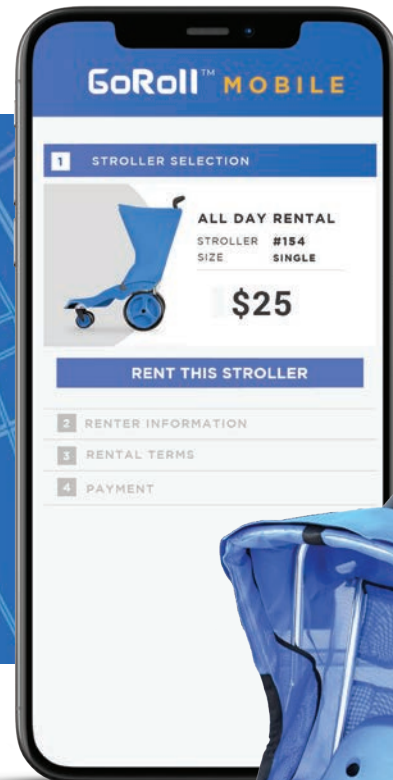 GoRoll™ MOBILE
1 STROLLER SELECTION
ALL DAY RENTAL
STROLLER #154
SIZE SINGLE
$25
RENT THIS STROLLER
2 RENTER INFORMATION
3 RENTAL TERMS
4 PAYMENT